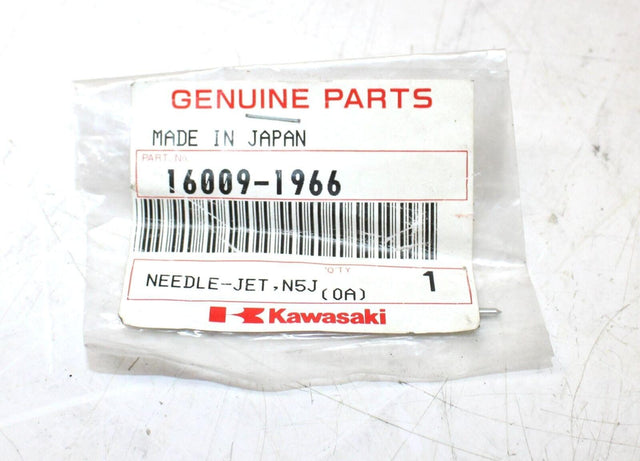 GENUINE PARTS
MADE IN JAPAN
PART. No.
16009-1966
Q'TY
NEEDLE-JET,N5J 1
(OA)
Kawasaki